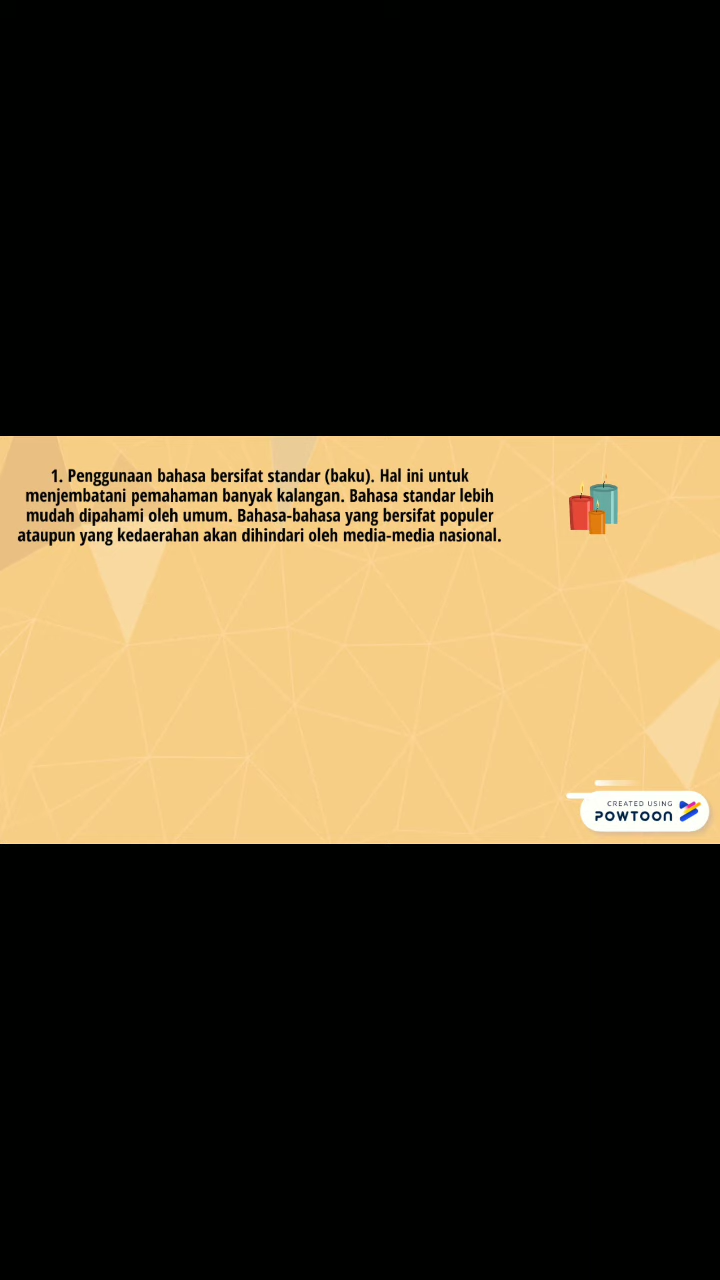 1. Penggunaan bahasa bersifat standar (baku). Hal ini untuk
menjembatani pemahaman banyak kalangan. Bahasa standar lebih
mudah dipahami oleh umum. Bahasa-bahasa yang bersifat populer
ataupun yang kedaerahan akan dihindari oleh media-media nasional.
CREATED USING
POWTOON